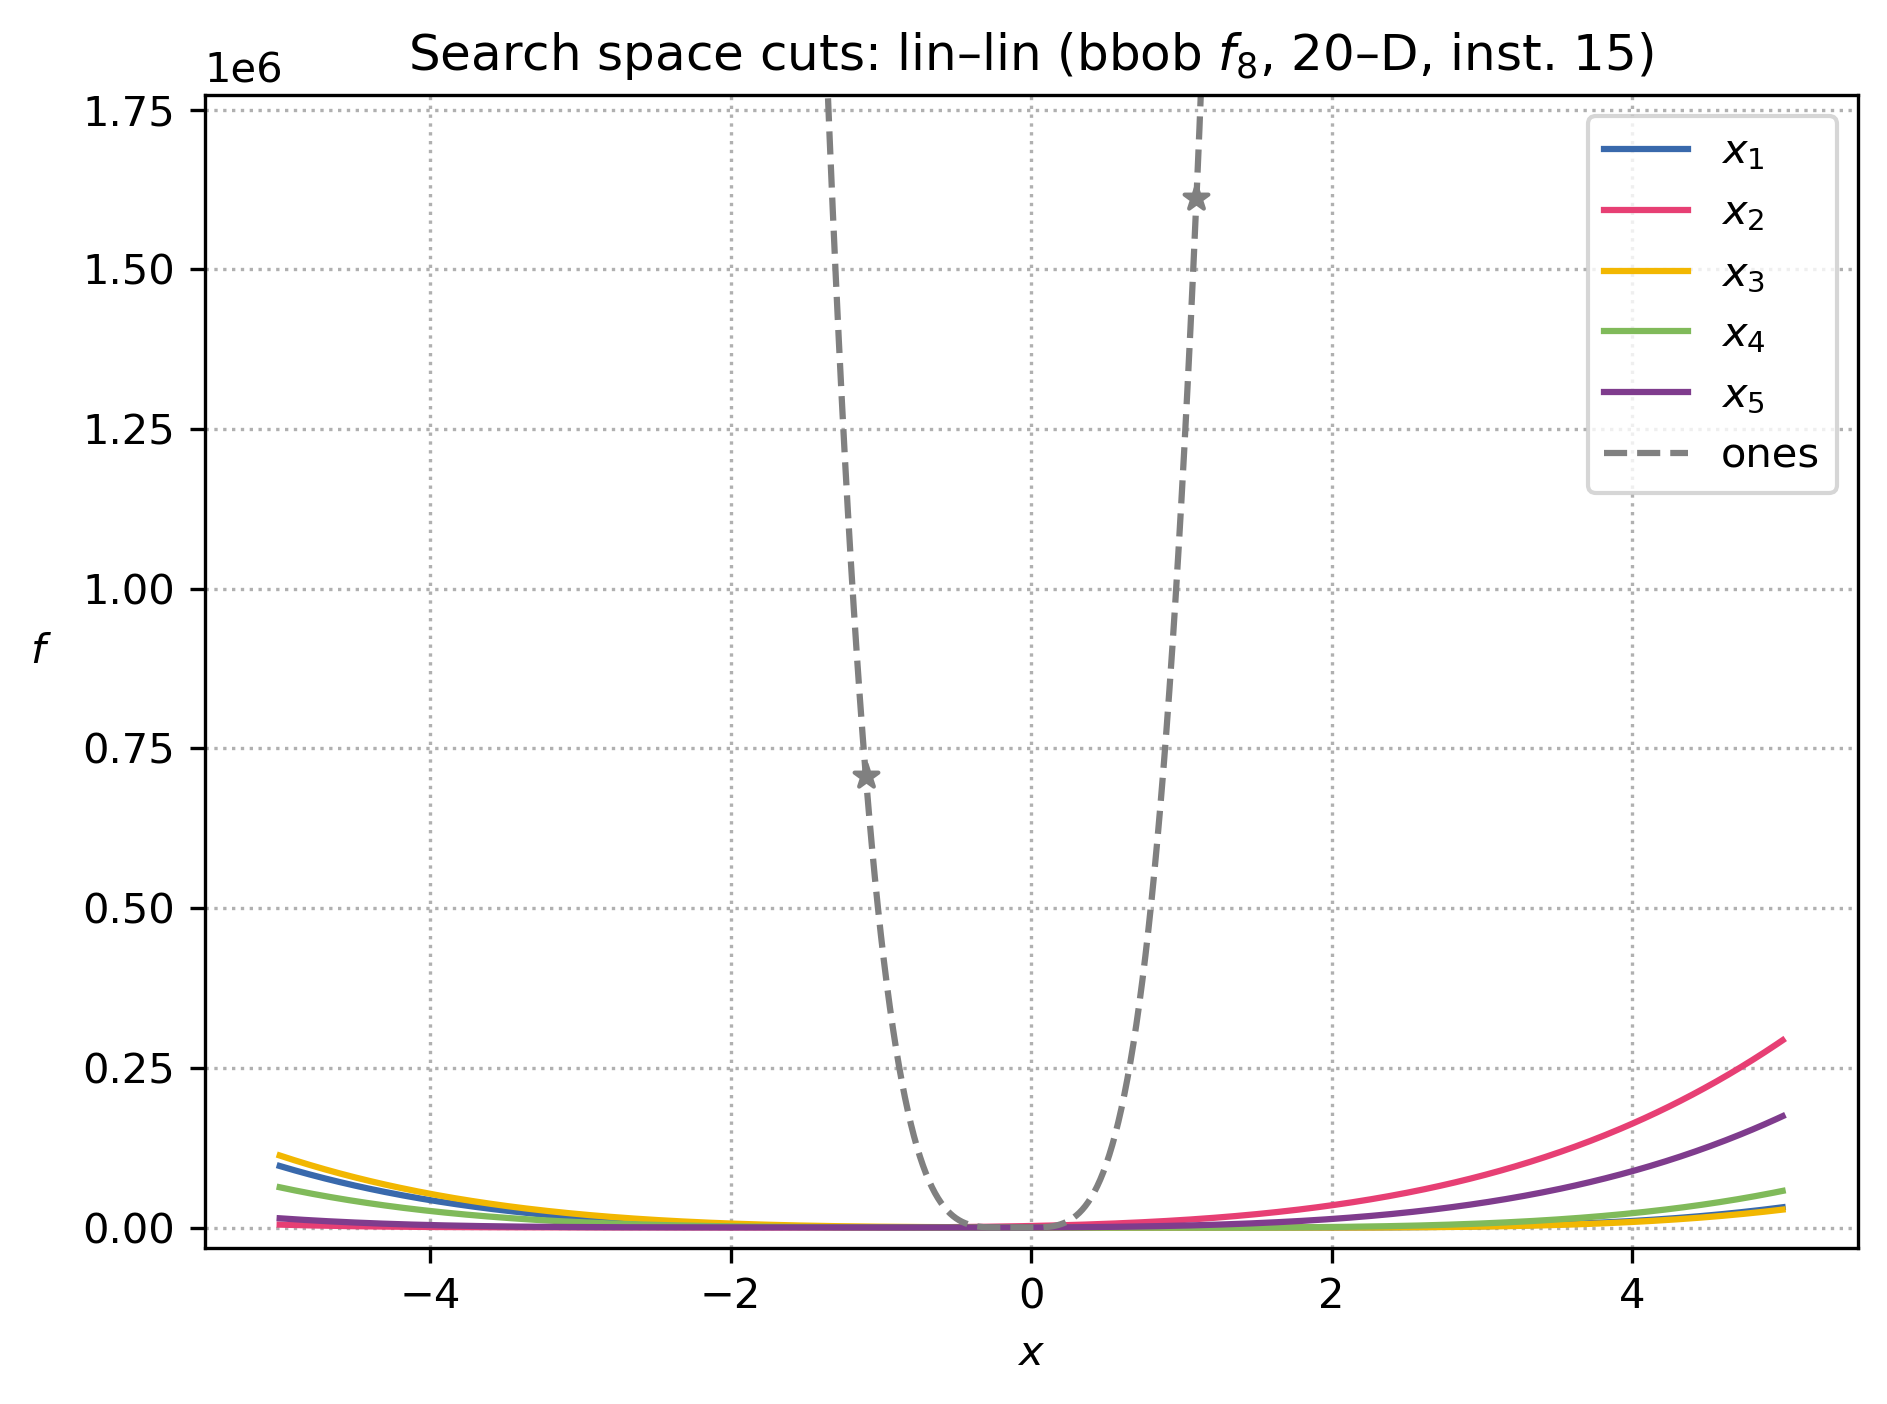 Search space cuts: lin–lin (bbob f₈, 20–D, inst. 15)
1e6
1.75
1.50
1.25
1.00
0.75
0.50
0.25
0.00
f
−4
−2
0
2
4
x
x₁
x₂
x₃
x₄
x₅
ones